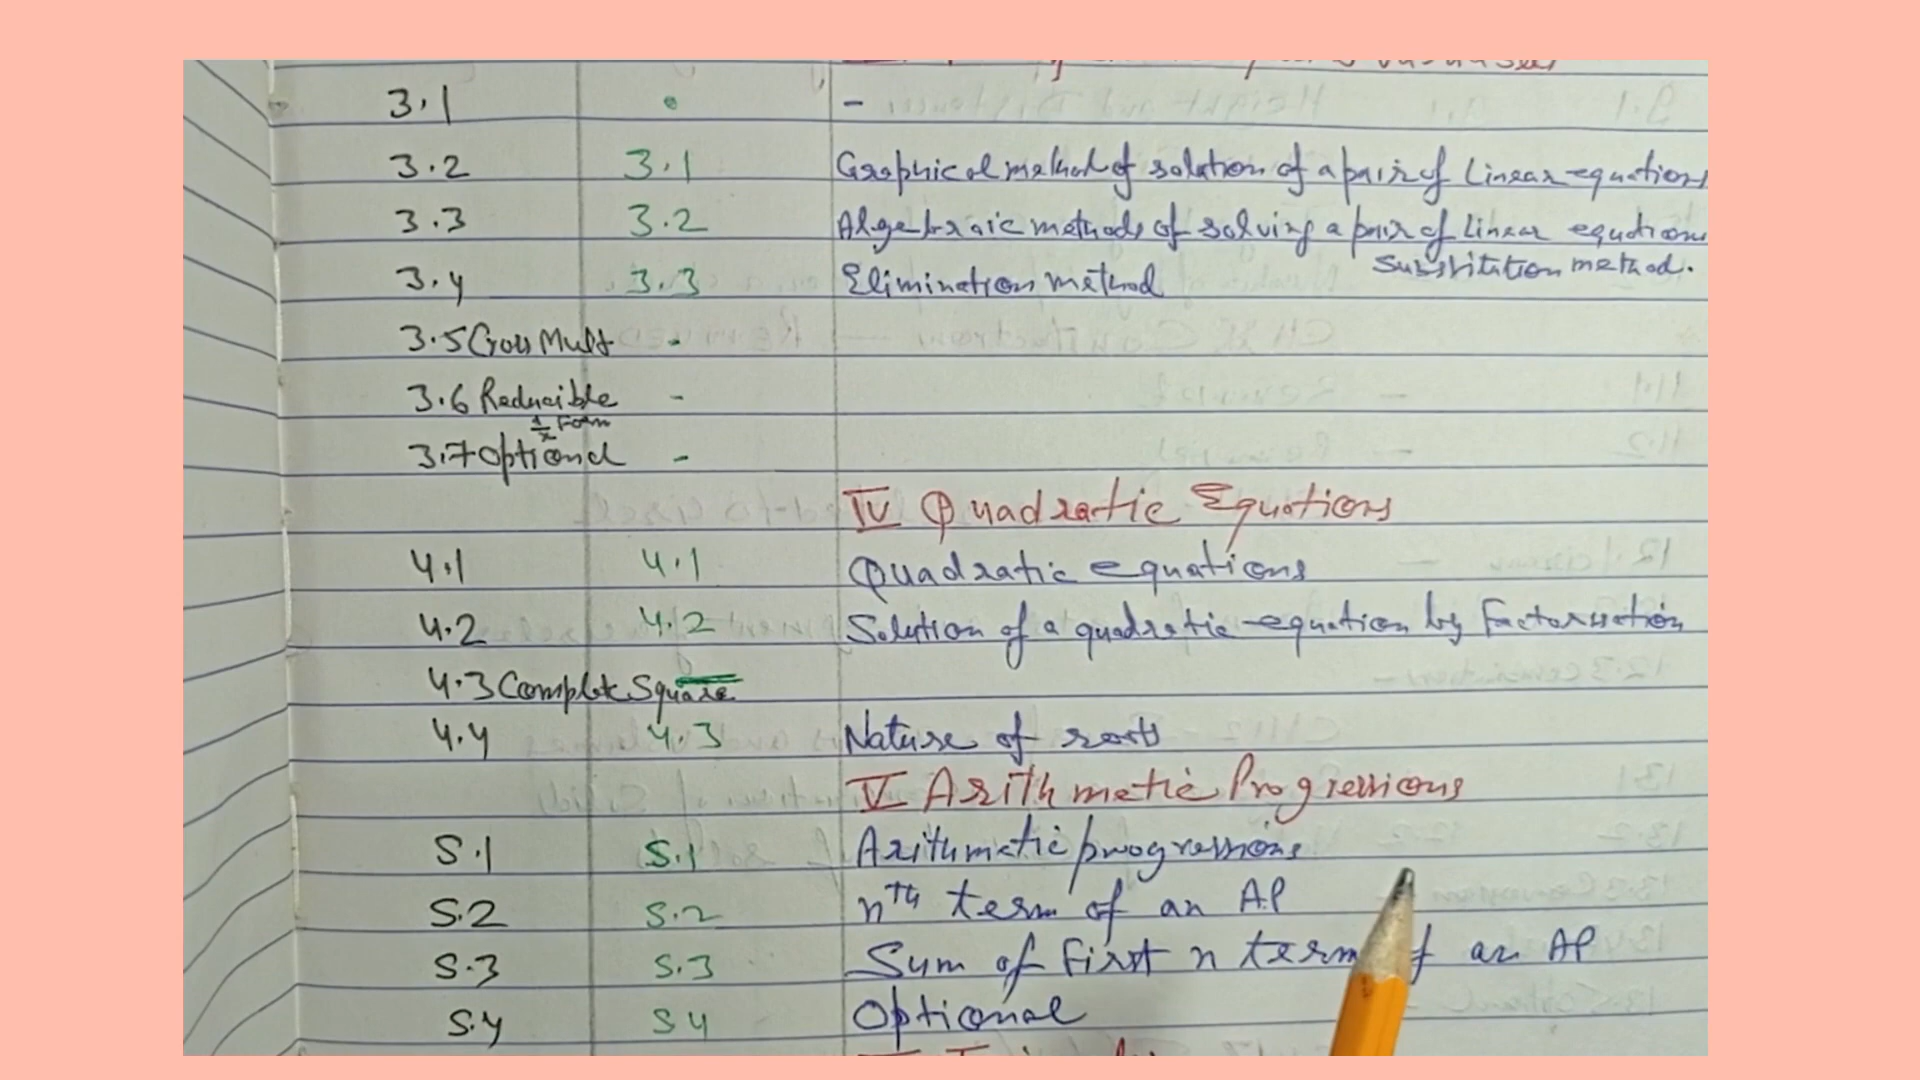 3.1 • -
3.2 3.1 Graphical method of solution of a pair of Linear equations
3.3 3.2 Algebraic methods of solving a pair of Linear equations
Substitution method.
3.4 3.3 Elimination method
3.5 Cross Mult -
3.6 Reducible -
1/x Form
3.7 Optional -
IV Quadratic Equations
4.1 4.1 Quadratic equations
4.2 4.2 Solution of a quadratic equation by Factorisation
4.3 Complete Square
4.4 4.3 Nature of roots
V Arithmetic Progressions
5.1 5.1 Arithmetic progressions
5.2 5.2 nTh term of an AP
5.3 5.3 Sum of First n term f an AP
5.4 5 4 Optional